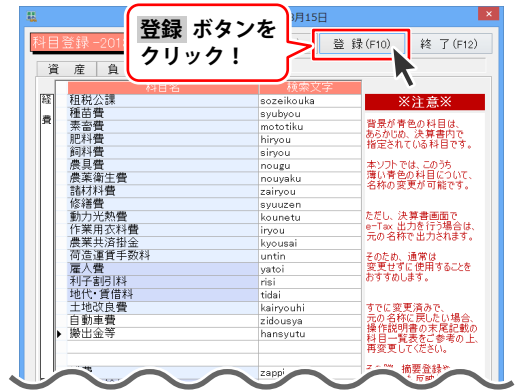 月15日
科目登録 -201
登 録(F10)
終 了(F12)
登録 ボタンを
クリック！
資 産
負
科目名
検索文字
経
費
租税公課 sozeikouka
種苗費 syubyou
素畜費 mototiku
肥料費 hiryou
飼料費 siryou
農具費 nougu
農薬衛生費 nouyaku
諸材料費 zairyou
修繕費 syuuzen
動力光熱費 kounetu
作業用衣料費 iryou
農業共済掛金 kyousai
荷造運賃手数料 untin
雇人費 yatoi
利子割引料 risi
地代・賃借料 tidai
土地改良費 kairyouhi
自動車費 zidousya
搬出金等 hansyutu
zappi
※注意※
背景が青色の科目は、
あらかじめ、決算書内で
指定されている科目です。
本ソフトでは、このうち
薄い青色の科目について、
名称の変更が可能です。
ただし、決算書画面で
e-Tax 出力を行う場合は、
元の名称で出力されます。
そのため、通常は
変更せずに使用することを
おすすめします。
すでに変更済みで、
元の名称に戻したい場合、
操作説明書の末尾記載の
科目一覧表をご参考の上、
再変更してください。